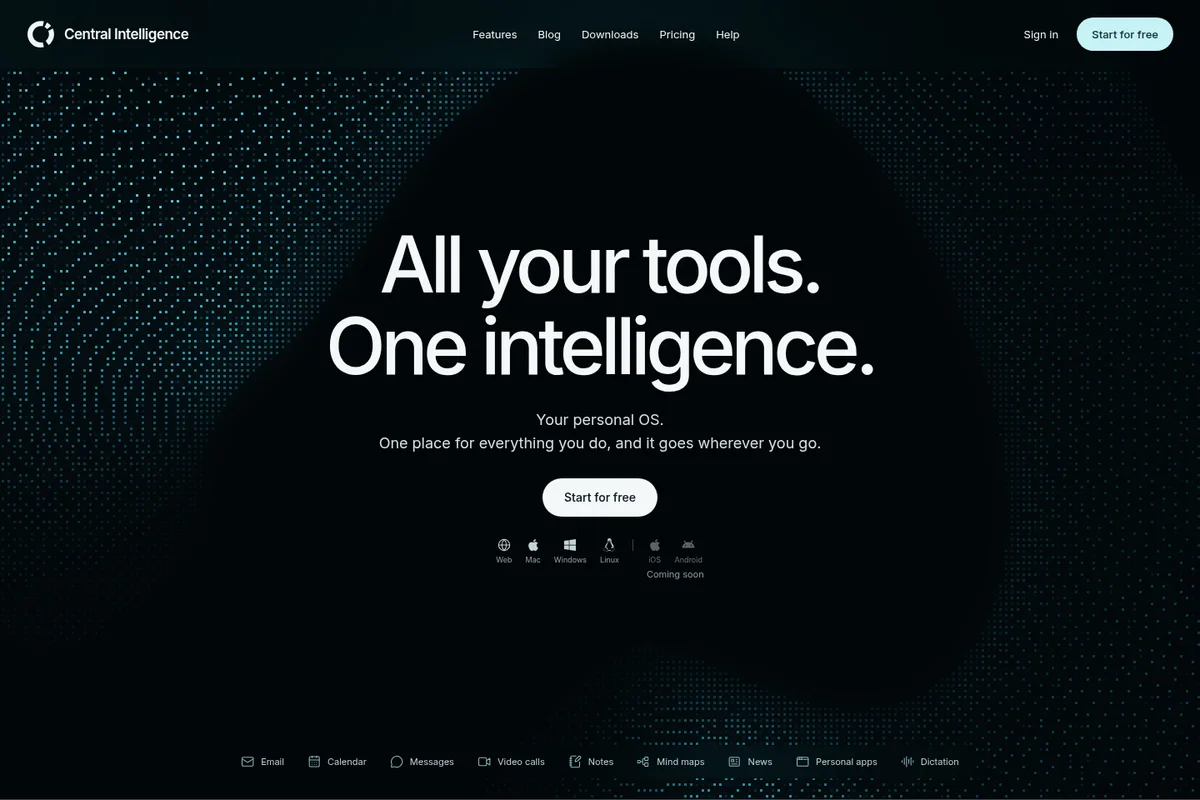 Central Intelligence
Features Blog Downloads Pricing Help
Sign in Start for free
All your tools.
One intelligence.
Your personal OS.
One place for everything you do, and it goes wherever you go.
Start for free
Web Mac Windows Linux | iOS Android
Coming soon
Email Calendar Messages Video calls Notes Mind maps News Personal apps Dictation